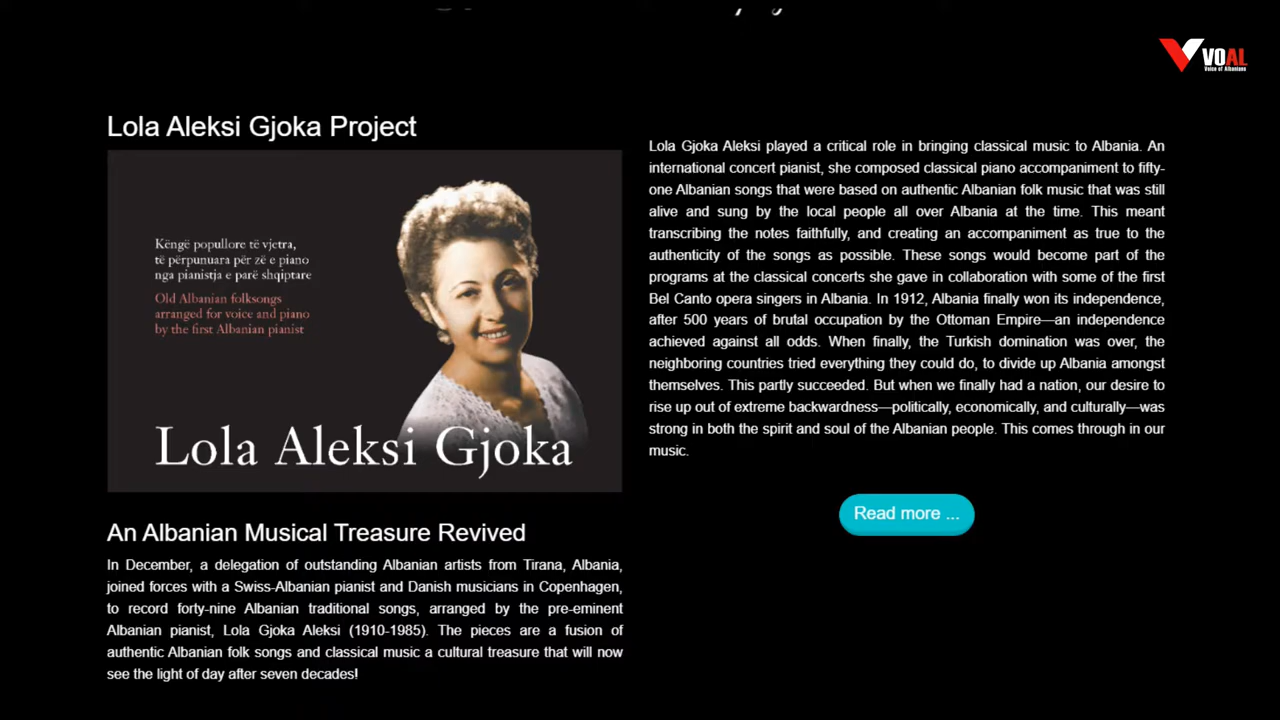 VOAL
Voice of Albanians
Lola Aleksi Gjoka Project
Këngë popullore të vjetra,
të përpunuara për zë e piano
nga pianistja e parë shqiptare
Old Albanian folksongs
arranged for voice and piano
by the first Albanian pianist
Lola Aleksi Gjoka
An Albanian Musical Treasure Revived
In December, a delegation of outstanding Albanian artists from Tirana, Albania,
joined forces with a Swiss-Albanian pianist and Danish musicians in Copenhagen,
to record forty-nine Albanian traditional songs, arranged by the pre-eminent
Albanian pianist, Lola Gjoka Aleksi (1910-1985). The pieces are a fusion of
authentic Albanian folk songs and classical music a cultural treasure that will now
see the light of day after seven decades!
Lola Gjoka Aleksi played a critical role in bringing classical music to Albania. An
international concert pianist, she composed classical piano accompaniment to fifty-
one Albanian songs that were based on authentic Albanian folk music that was still
alive and sung by the local people all over Albania at the time. This meant
transcribing the notes faithfully, and creating an accompaniment as true to the
authenticity of the songs as possible. These songs would become part of the
programs at the classical concerts she gave in collaboration with some of the first
Bel Canto opera singers in Albania. In 1912, Albania finally won its independence,
after 500 years of brutal occupation by the Ottoman Empire—an independence
achieved against all odds. When finally, the Turkish domination was over, the
neighboring countries tried everything they could do, to divide up Albania amongst
themselves. This partly succeeded. But when we finally had a nation, our desire to
rise up out of extreme backwardness—politically, economically, and culturally—was
strong in both the spirit and soul of the Albanian people. This comes through in our
music.
Read more ...